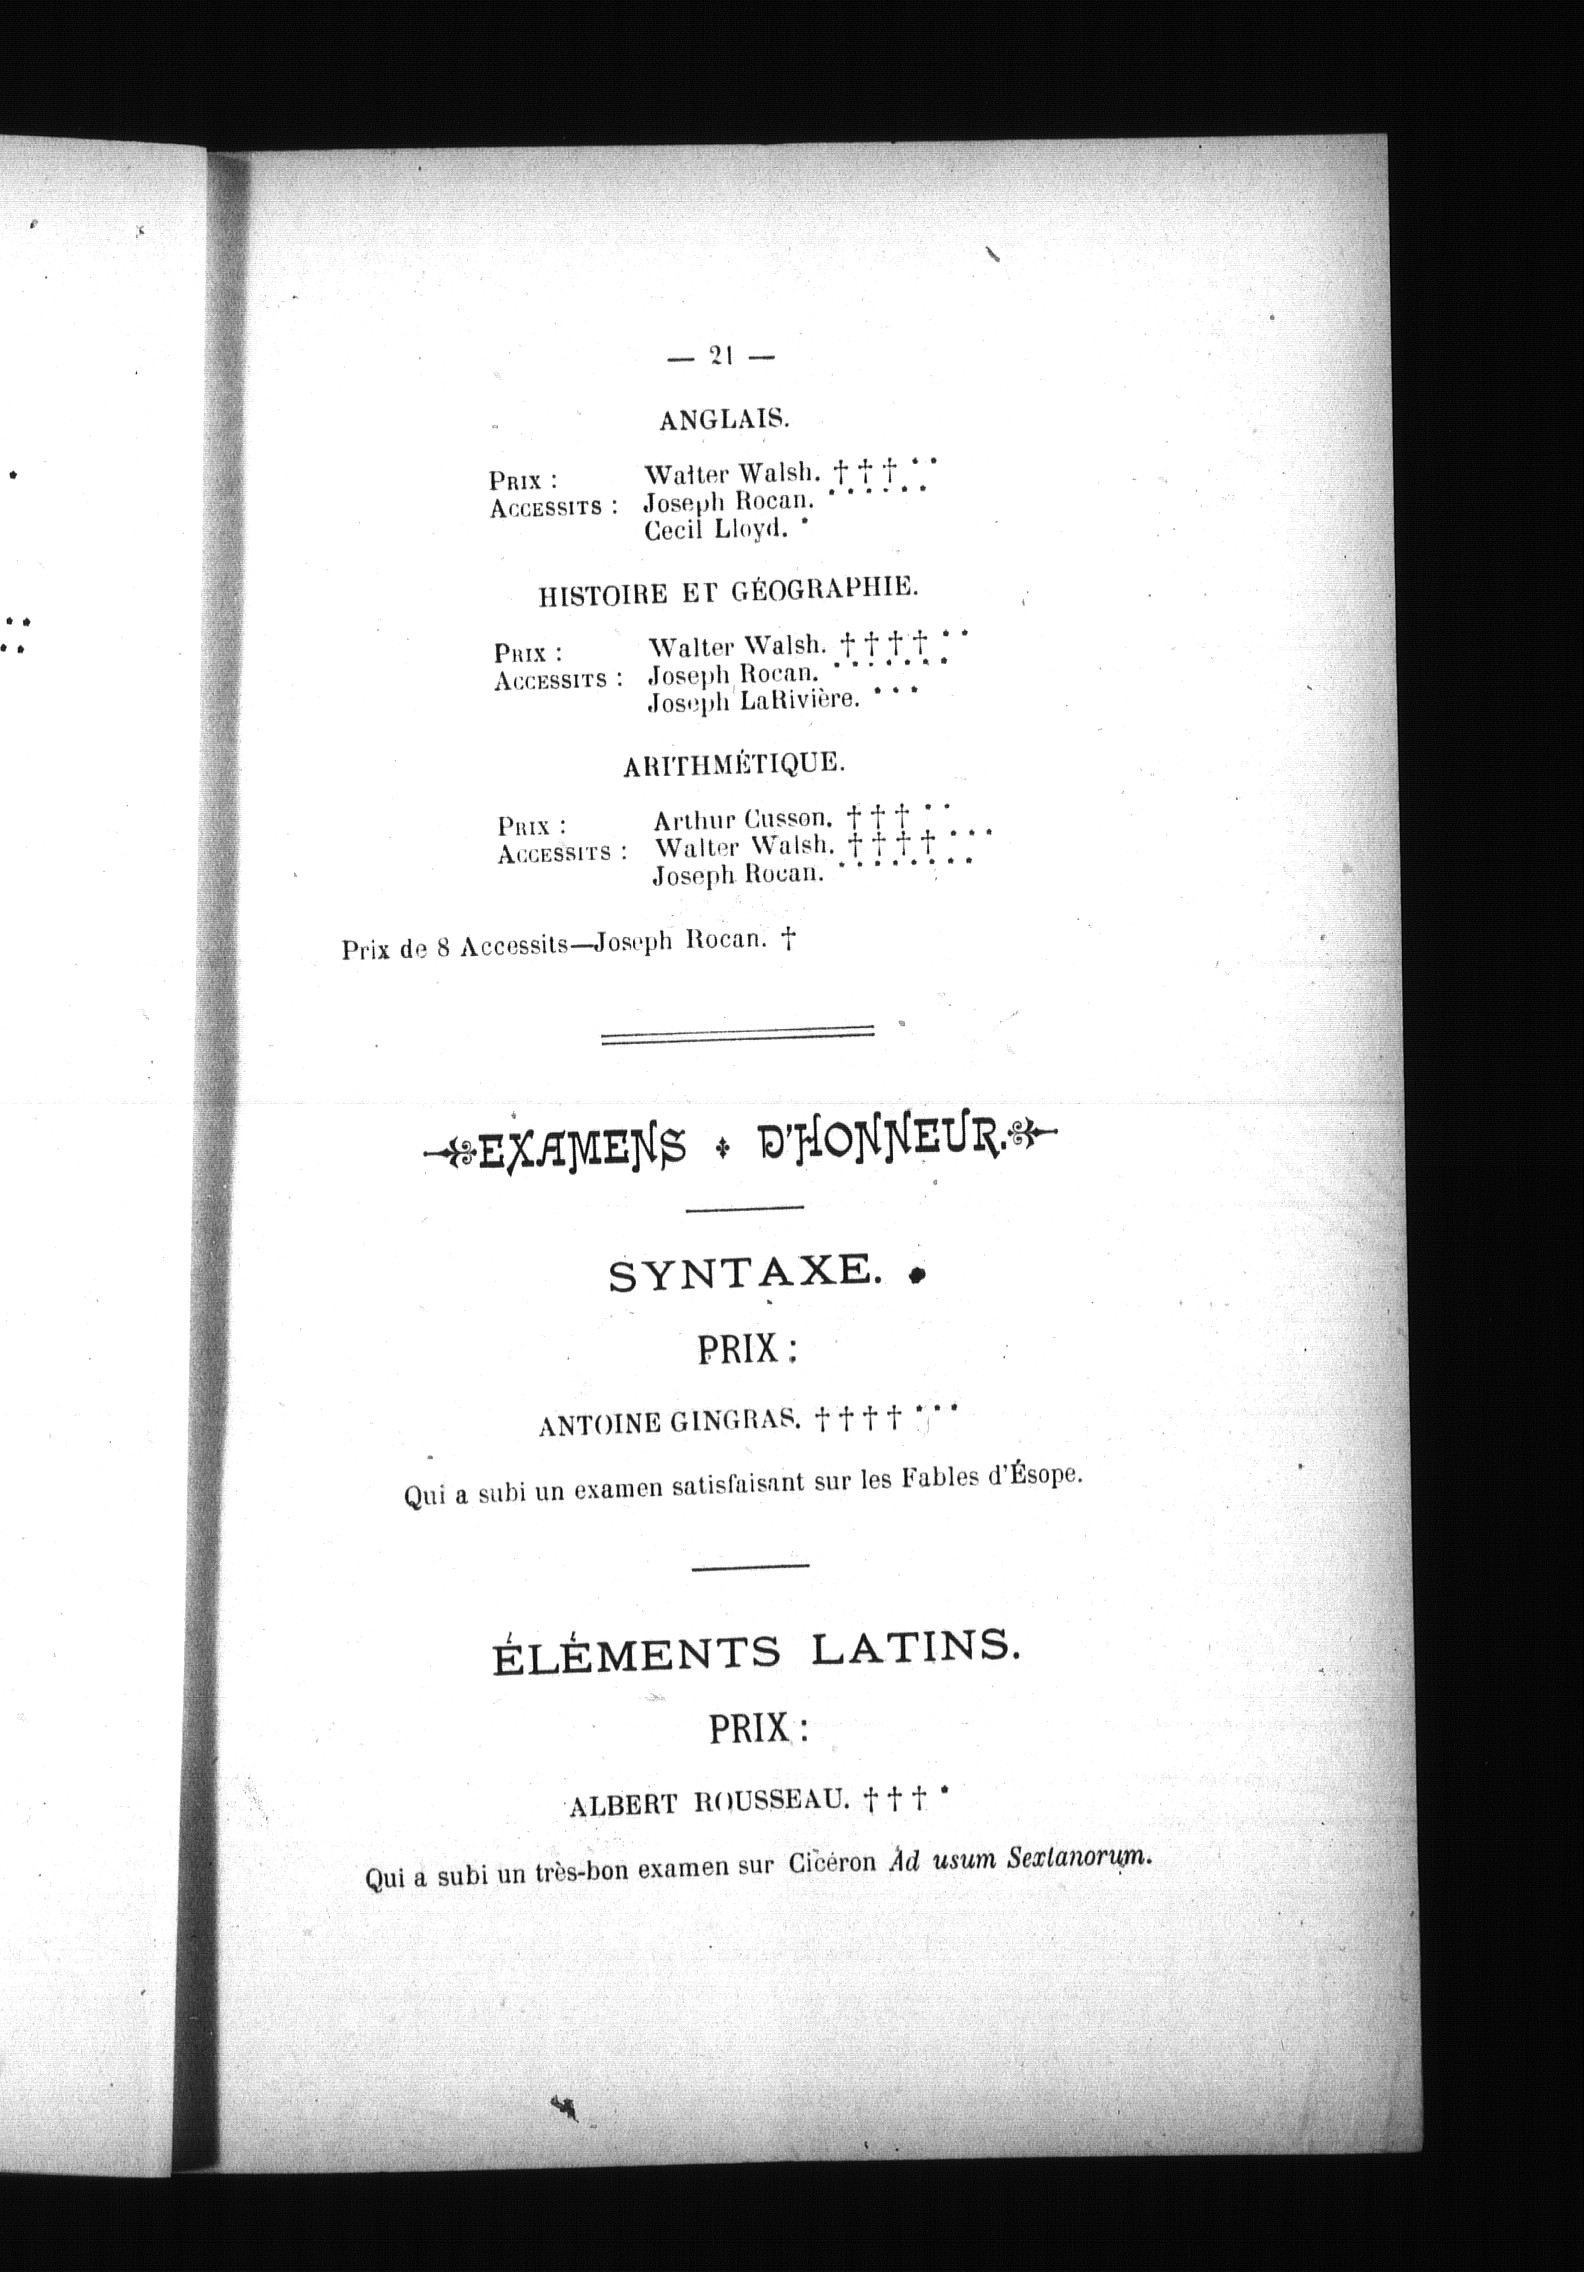 — 21 —
ANGLAIS.
PRIX : Walter Walsh. † † † * *
ACCESSITS : Joseph Rocan. * * * * * *
Cecil Lloyd. *
HISTOIRE ET GÉOGRAPHIE.
PRIX : Walter Walsh. † † † † * *
ACCESSITS : Joseph Rocan. * * * * * * *
Joseph LaRivière. * * *
ARITHMÉTIQUE.
PRIX : Arthur Cusson. † † † * *
ACCESSITS : Walter Walsh. † † † † * * *
Joseph Rocan. * * * * * * * *
Prix de 8 Accessits—Joseph Rocan. †
EXAMENS D'HONNEUR.
SYNTAXE.
PRIX :
ANTOINE GINGRAS. † † † † * * *
Qui a subi un examen satisfaisant sur les Fables d'Ésope.
ÉLÉMENTS LATINS.
PRIX :
ALBERT ROUSSEAU. † † † *
Qui a subi un très-bon examen sur Cicéron Ad usum Sextanorum.